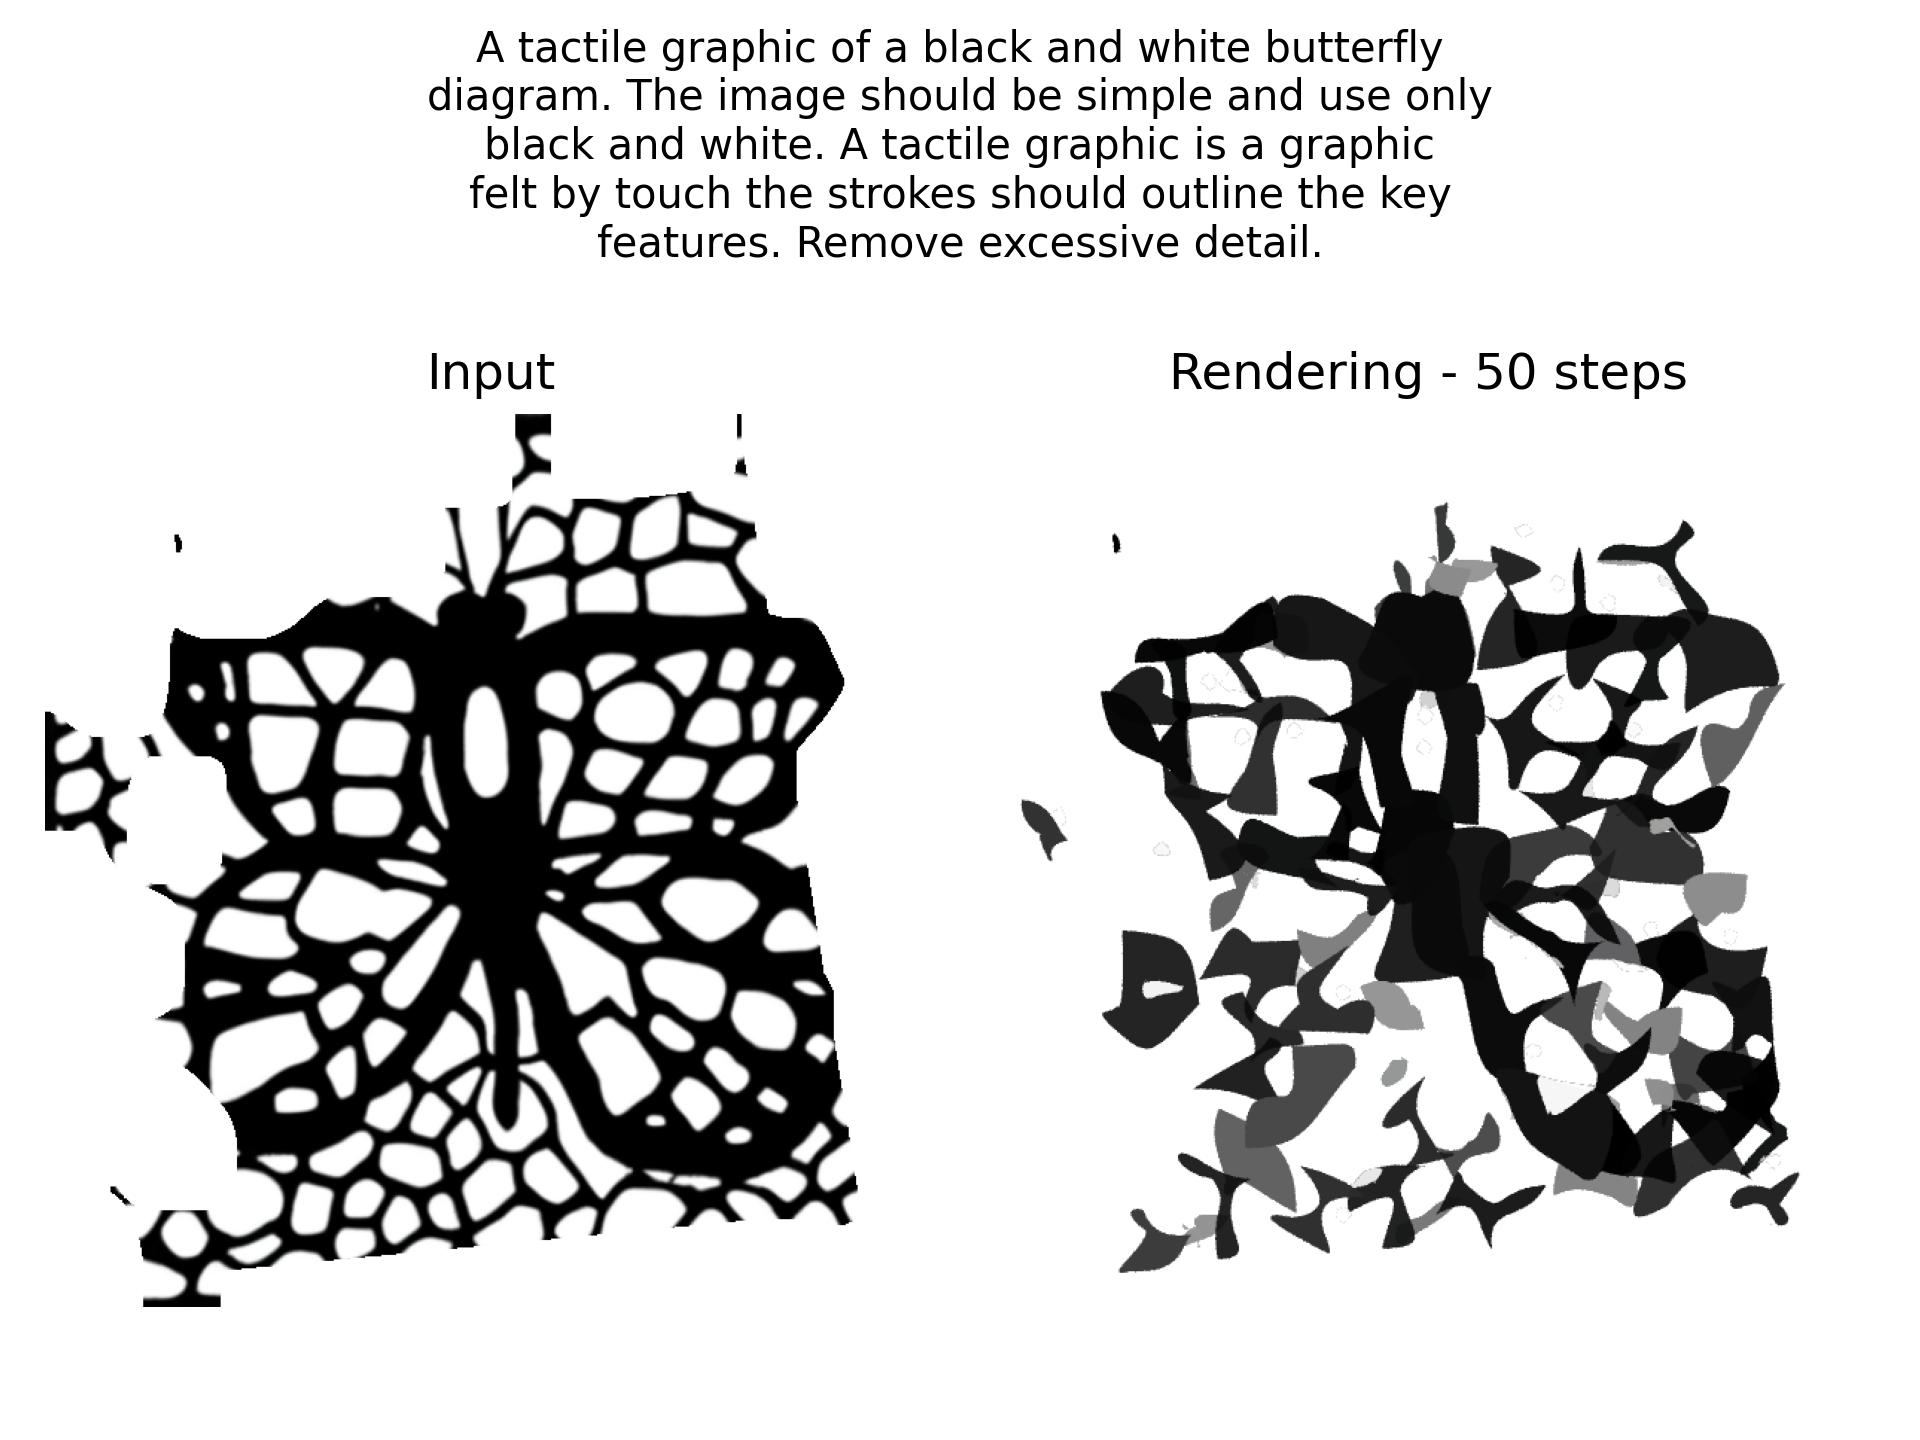 A tactile graphic of a black and white butterfly
diagram. The image should be simple and use only
black and white. A tactile graphic is a graphic
felt by touch the strokes should outline the key
features. Remove excessive detail.
Input
Rendering - 50 steps